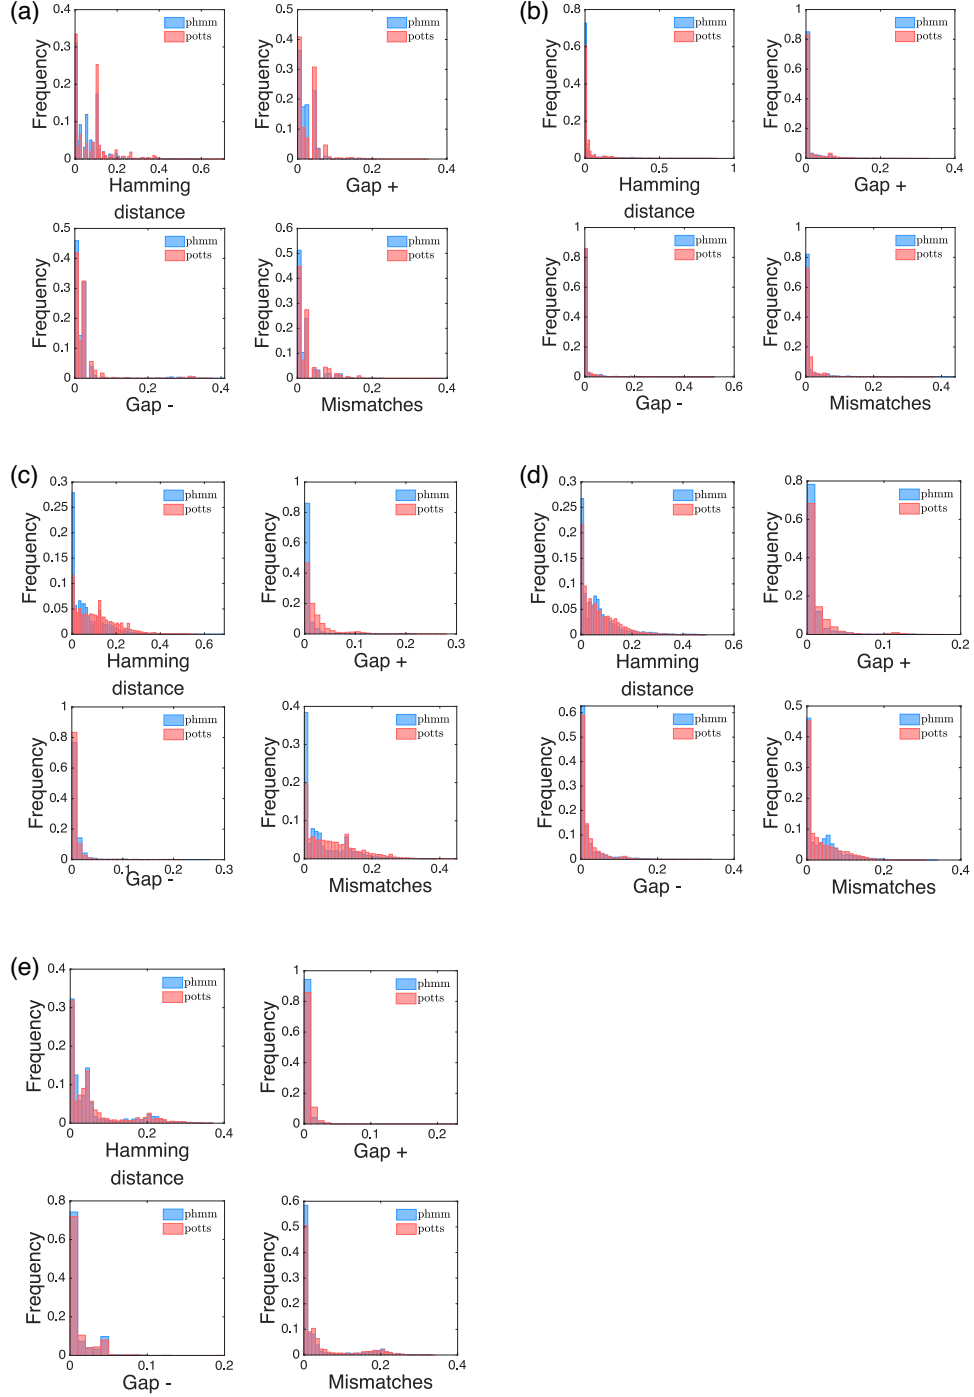 (a)
0.4
0.3
0.2
0.1
0
Frequency
phmm
potts
0 0.2 0.4 0.6
Hamming
distance
0.5
0.4
0.3
0.2
0.1
0
Frequency
phmm
potts
0 0.2 0.4
Gap +
0.5
0.4
0.3
0.2
0.1
0
Frequency
phmm
potts
0 0.2 0.4
Gap -
0.6
0.5
0.4
0.3
0.2
0.1
0
Frequency
phmm
potts
0 0.2 0.4
Mismatches
(b)
0.8
0.6
0.4
0.2
0
Frequency
phmm
potts
0 0.5 1
Hamming
distance
1
0.8
0.6
0.4
0.2
0
Frequency
phmm
potts
0 0.2 0.4
Gap +
1
0.8
0.6
0.4
0.2
0
Frequency
phmm
potts
0 0.2 0.4 0.6
Gap -
1
0.8
0.6
0.4
0.2
0
Frequency
phmm
potts
0 0.2 0.4
Mismatches
(c)
0.3
0.25
0.2
0.15
0.1
0.05
0
Frequency
phmm
potts
0 0.2 0.4 0.6
Hamming
distance
1
0.8
0.6
0.4
0.2
0
Frequency
phmm
potts
0 0.1 0.2 0.3
Gap +
1
0.8
0.6
0.4
0.2
0
Frequency
phmm
potts
0 0.1 0.2 0.3
Gap -
0.4
0.3
0.2
0.1
0
Frequency
phmm
potts
0 0.2 0.4
Mismatches
(d)
0.3
0.25
0.2
0.15
0.1
0.05
0
Frequency
phmm
potts
0 0.2 0.4 0.6
Hamming
distance
0.8
0.6
0.4
0.2
0
Frequency
phmm
potts
0 0.1 0.2
Gap +
0.6
0.5
0.4
0.3
0.2
0.1
0
Frequency
phmm
potts
0 0.2 0.4
Gap -
0.5
0.4
0.3
0.2
0.1
0
Frequency
phmm
potts
0 0.2 0.4
Mismatches
(e)
0.4
0.3
0.2
0.1
0
Frequency
phmm
potts
0 0.2 0.4
Hamming
distance
1
0.8
0.6
0.4
0.2
0
Frequency
phmm
potts
0 0.1 0.2
Gap +
0.8
0.6
0.4
0.2
0
Frequency
phmm
potts
0 0.1 0.2
Gap -
0.6
0.5
0.4
0.3
0.2
0.1
0
Frequency
phmm
potts
0 0.2 0.4
Mismatches